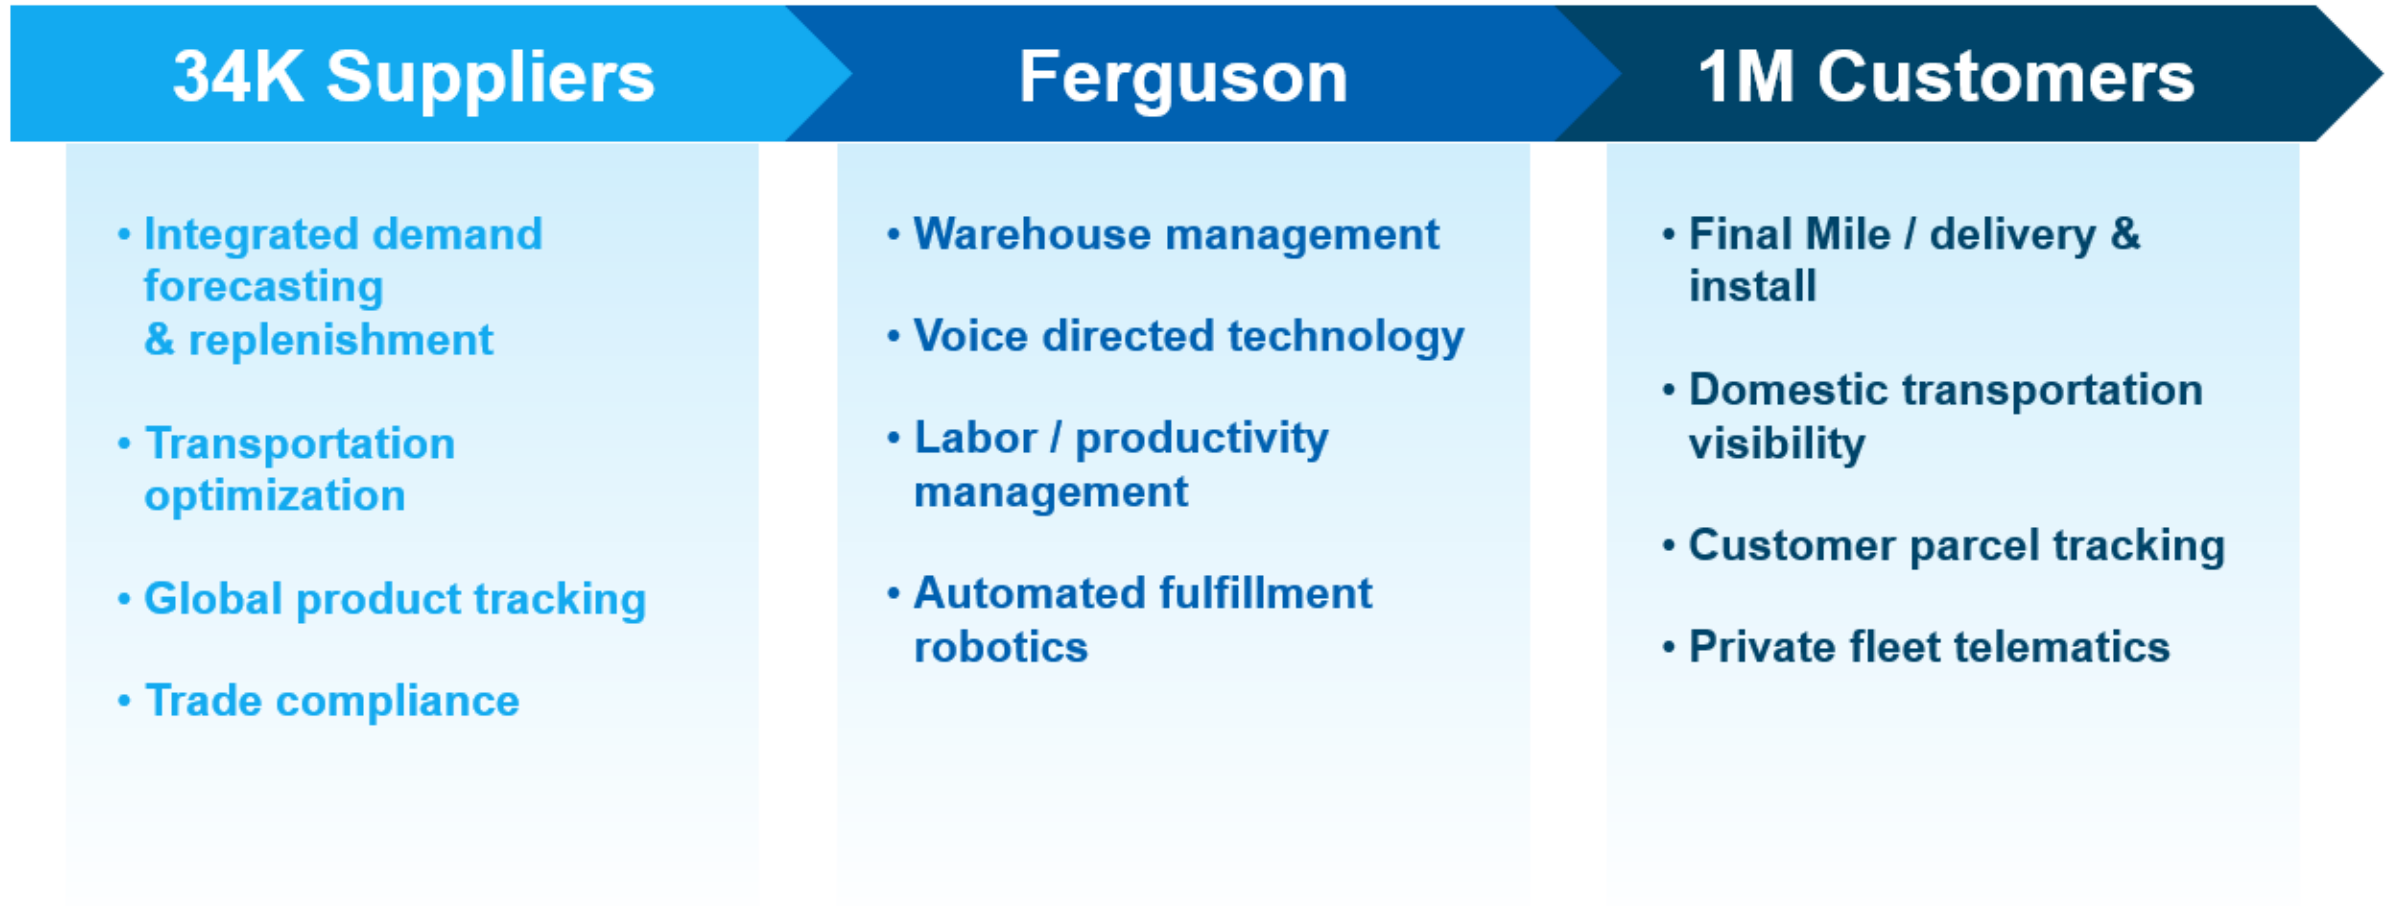 34K Suppliers
• Integrated demand
forecasting
& replenishment
• Transportation
optimization
• Global product tracking
• Trade compliance
Ferguson
• Warehouse management
• Voice directed technology
• Labor / productivity
management
• Automated fulfillment
robotics
1M Customers
• Final Mile / delivery &
install
• Domestic transportation
visibility
• Customer parcel tracking
• Private fleet telematics